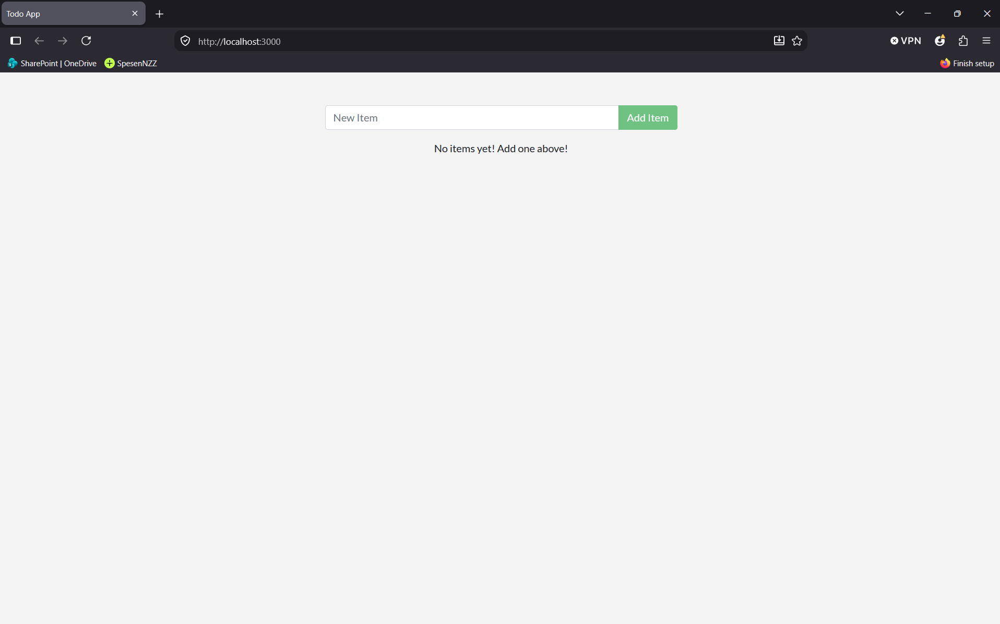 Todo App
http://localhost:3000
VPN
SharePoint | OneDrive
SpesenNZZ
Finish setup
New Item
Add Item
No items yet! Add one above!